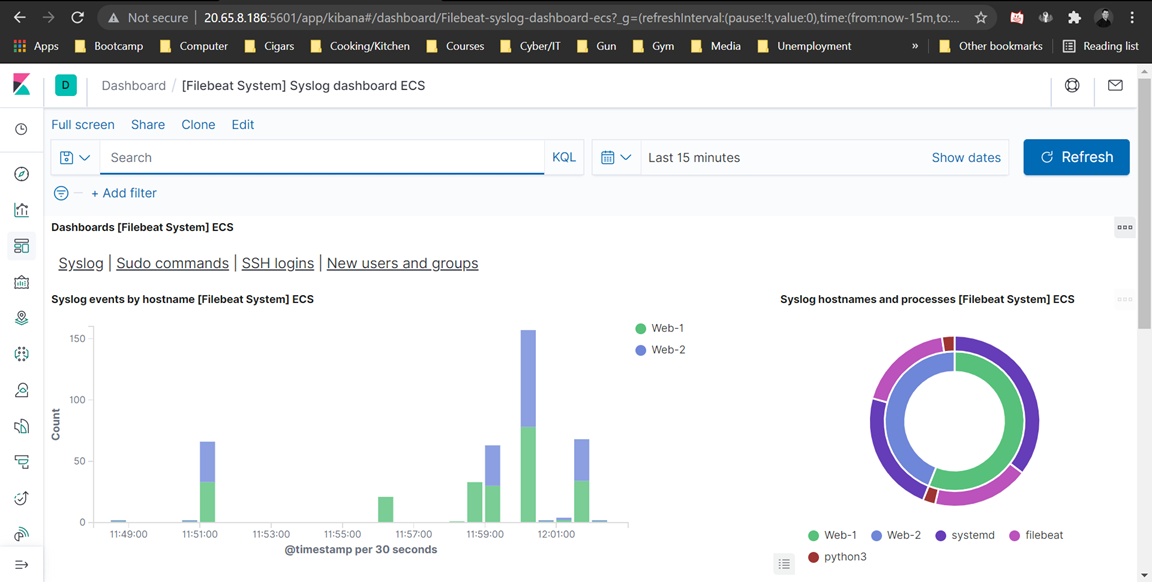 Not secure | 20.65.8.186:5601/app/kibana#/dashboard/Filebeat-syslog-dashboard-ecs?_g=(refreshInterval:(pause:!t,value:0),time:(from:now-15m,to:...
Apps Bootcamp Computer Cigars Cooking/Kitchen Courses Cyber/IT Gun Gym Media Unemployment » Other bookmarks Reading list
D Dashboard / [Filebeat System] Syslog dashboard ECS
Full screen Share Clone Edit
Search KQL Last 15 minutes Show dates Refresh
+ Add filter
Dashboards [Filebeat System] ECS
Syslog | Sudo commands | SSH logins | New users and groups
Syslog events by hostname [Filebeat System] ECS
150
100
50
0
Count
11:49:00 11:51:00 11:53:00 11:55:00 11:57:00 11:59:00 12:01:00
@timestamp per 30 seconds
Web-1
Web-2
Syslog hostnames and processes [Filebeat System] ECS
Web-1 Web-2 systemd filebeat
python3